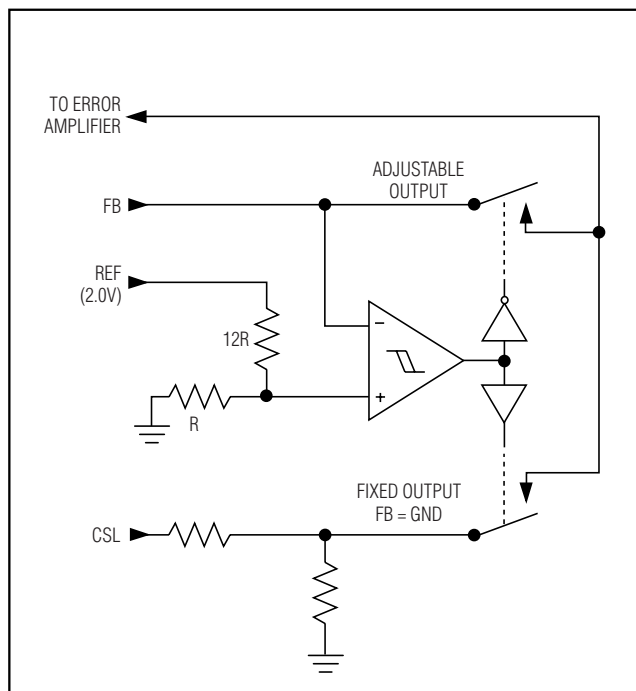 TO ERROR
AMPLIFIER
ADJUSTABLE
OUTPUT
FB
REF
(2.0V)
12R
−
+
R
FIXED OUTPUT
FB = GND
CSL